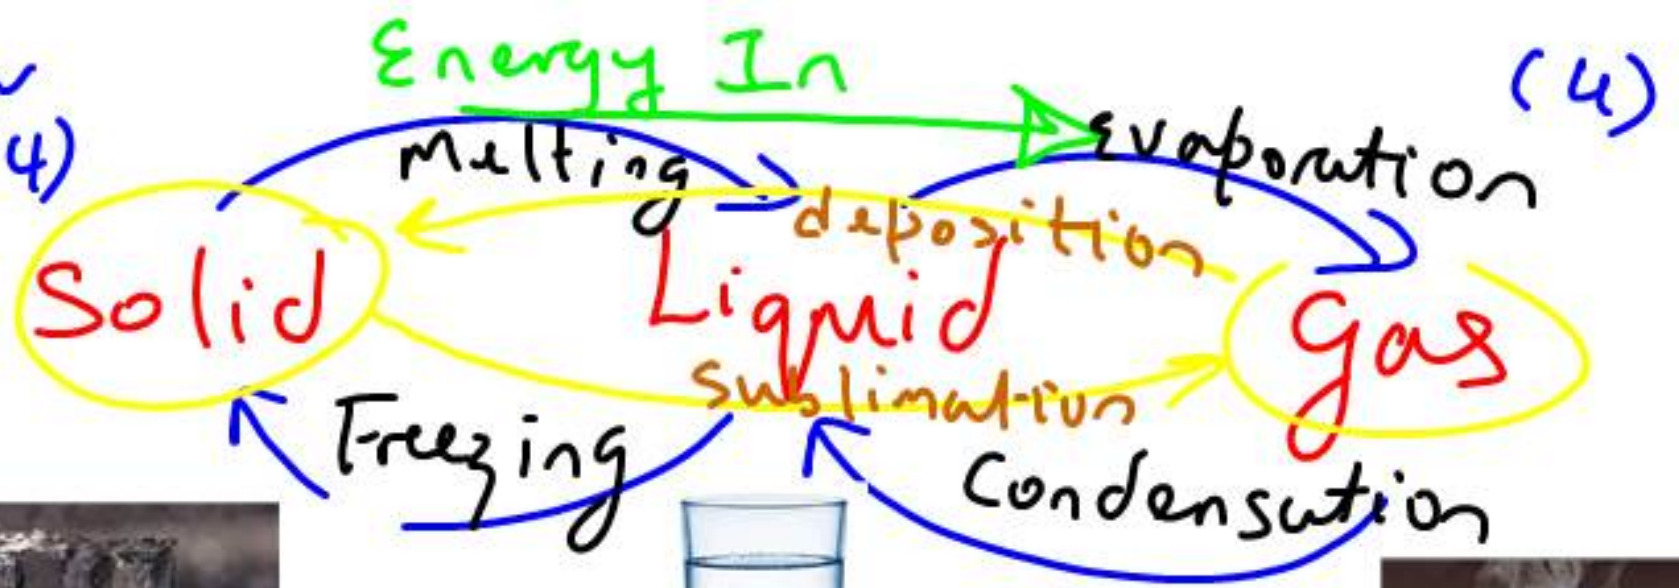 Energy In
(4)
4)
Melting
Evaporation
deposition
Solid
Liquid
Gas
Sublimation
Freezing
Condensation